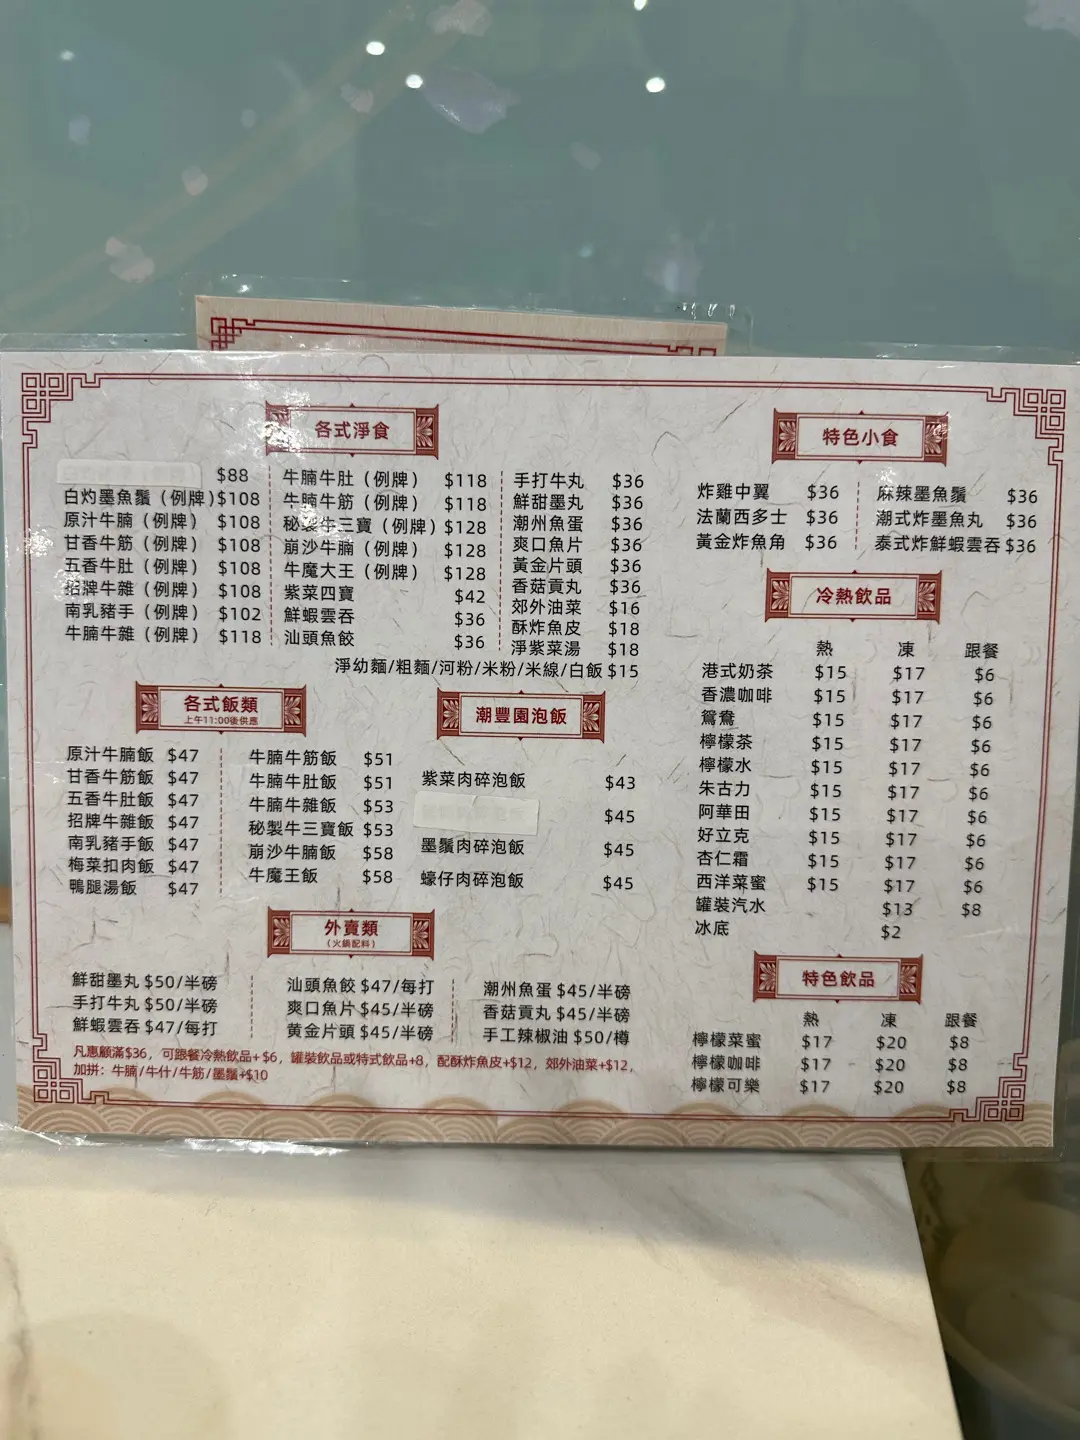 各式淨食
$88
白灼墨魚鬚（例牌）$108
原汁牛腩（例牌） $108
甘香牛筋（例牌） $108
五香牛肚（例牌） $108
招牌牛雜（例牌） $108
南乳豬手（例牌） $102
牛腩牛雜（例牌） $118
牛腩牛肚（例牌） $118
牛腩牛筋（例牌） $118
秘製牛三寶（例牌）$128
崩沙牛腩（例牌） $128
牛魔大王（例牌） $128
紫菜四寶 $42
鮮蝦雲吞 $36
汕頭魚餃 $36
手打牛丸 $36
鮮甜墨丸 $36
潮州魚蛋 $36
爽口魚片 $36
黃金片頭 $36
香菇貢丸 $36
郊外油菜 $16
酥炸魚皮 $18
淨紫菜湯 $18
淨幼麵/粗麵/河粉/米粉/米線/白飯 $15
各式飯類
上午11:00後供應
原汁牛腩飯 $47
甘香牛筋飯 $47
五香牛肚飯 $47
招牌牛雜飯 $47
南乳豬手飯 $47
梅菜扣肉飯 $47
鴨腿湯飯 $47
牛腩牛筋飯 $51
牛腩牛肚飯 $51
牛腩牛雜飯 $53
秘製牛三寶飯 $53
崩沙牛腩飯 $58
牛魔王飯 $58
潮豐園泡飯
紫菜肉碎泡飯 $43
$45
墨鬚肉碎泡飯 $45
蠔仔肉碎泡飯 $45
外賣類
（火鍋配料）
鮮甜墨丸 $50/半磅
手打牛丸 $50/半磅
鮮蝦雲吞 $47/每打
汕頭魚餃 $47/每打
爽口魚片 $45/半磅
黄金片頭 $45/半磅
潮州魚蛋 $45/半磅
香菇貢丸 $45/半磅
手工辣椒油 $50/樽
凡惠顧滿$36，可跟餐冷熱飲品+$6，罐裝飲品或特式飲品+8，配酥炸魚皮+$12，郊外油菜+$12，
加拼：牛腩/牛什/牛筋/墨鬚+$10
特色小食
炸雞中翼 $36
法蘭西多士 $36
黃金炸魚角 $36
麻辣墨魚鬚 $36
潮式炸墨魚丸 $36
泰式炸鮮蝦雲吞 $36
冷熱飲品
熱 凍 跟餐
港式奶茶 $15 $17 $6
香濃咖啡 $15 $17 $6
鴛鴦 $15 $17 $6
檸檬茶 $15 $17 $6
檸檬水 $15 $17 $6
朱古力 $15 $17 $6
阿華田 $15 $17 $6
好立克 $15 $17 $6
杏仁霜 $15 $17 $6
西洋菜蜜 $15 $17 $6
罐裝汽水 $13 $8
冰底 $2
特色飲品
熱 凍 跟餐
檸檬菜蜜 $17 $20 $8
檸檬咖啡 $17 $20 $8
檸檬可樂 $17 $20 $8